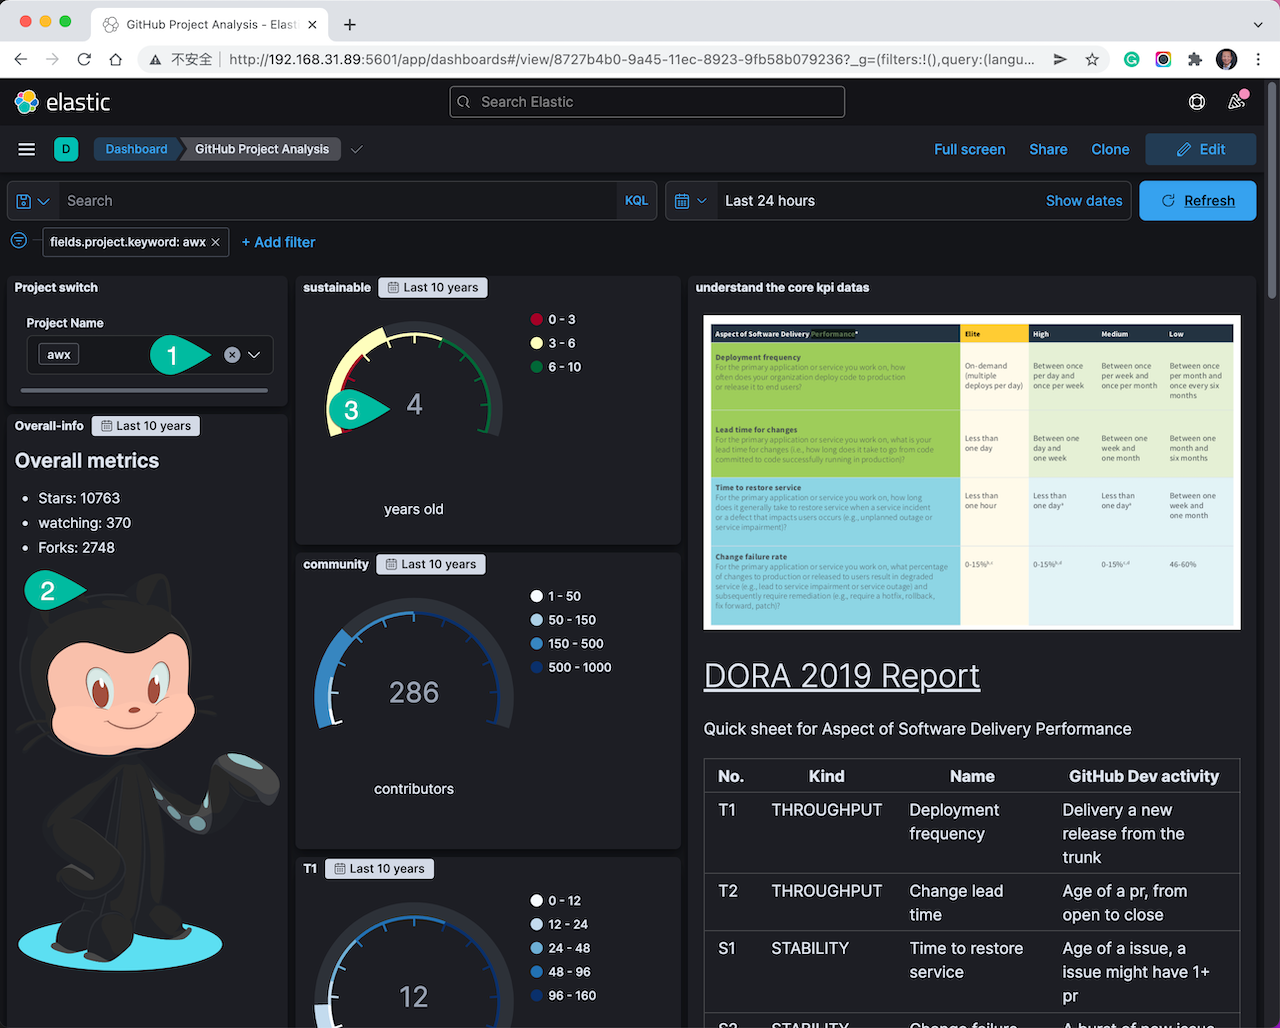 GitHub Project Analysis - Elast
不安全
http://192.168.31.89:5601/app/dashboards#/view/8727b4b0-9a45-11ec-8923-9fb58b079236?_g=(filters:!(),query:(langu...
elastic
Search Elastic
D
Dashboard
GitHub Project Analysis
Full screen
Share
Clone
Edit
Search
KQL
Last 24 hours
Show dates
Refresh
fields.project.keyword: awx
+ Add filter
Project switch
Project Name
awx
1
Overall-info
Last 10 years
Overall metrics
Stars: 10763
watching: 370
Forks: 2748
2
sustainable
Last 10 years
0 - 3
3 - 6
6 - 10
3
4
years old
community
Last 10 years
1 - 50
50 - 150
150 - 500
500 - 1000
286
contributors
T1
Last 10 years
0 - 12
12 - 24
24 - 48
48 - 96
96 - 160
12
understand the core kpi datas
Aspect of Software Delivery Performance* Elite High Medium Low
Deployment frequency
For the primary application or service you work on, how
often does your organization deploy code to production
or release it to end users?
On-demand
(multiple
deploys per day)
Between once
per day and
once per week
Between once
per week and
once per month
Between once
per month and
once every six
months
Lead time for changes
For the primary application or service you work on, what is your
lead time for changes (i.e., how long does it take to go from code
committed to code successfully running in production)?
Less than
one day
Between one
day and
one week
Between one
week and
one month
Between one
month and
six months
Time to restore service
For the primary application or service you work on, how long
does it generally take to restore service when a service incident
or a defect that impacts users occurs (e.g., unplanned outage or
service impairment)?
Less than
one hour
Less than
one day
Less than
one day
Between one
week and
one month
Change failure rate
For the primary application or service you work on, what percentage
of changes to production or released to users result in degraded
service (e.g., lead to service impairment or service outage) and
subsequently require remediation (e.g., require a hotfix, rollback,
fix forward, patch)?
0-15%
0-15%
0-15%
46-60%
DORA 2019 Report
Quick sheet for Aspect of Software Delivery Performance
No. Kind Name GitHub Dev activity
T1 THROUGHPUT Deployment
frequency
Delivery a new
release from the
trunk
T2 THROUGHPUT Change lead
time
Age of a pr, from
open to close
S1 STABILITY Time to restore
service
Age of a issue, a
issue might have 1+
pr
S2 STABILITY Change failure
A burst of new issue